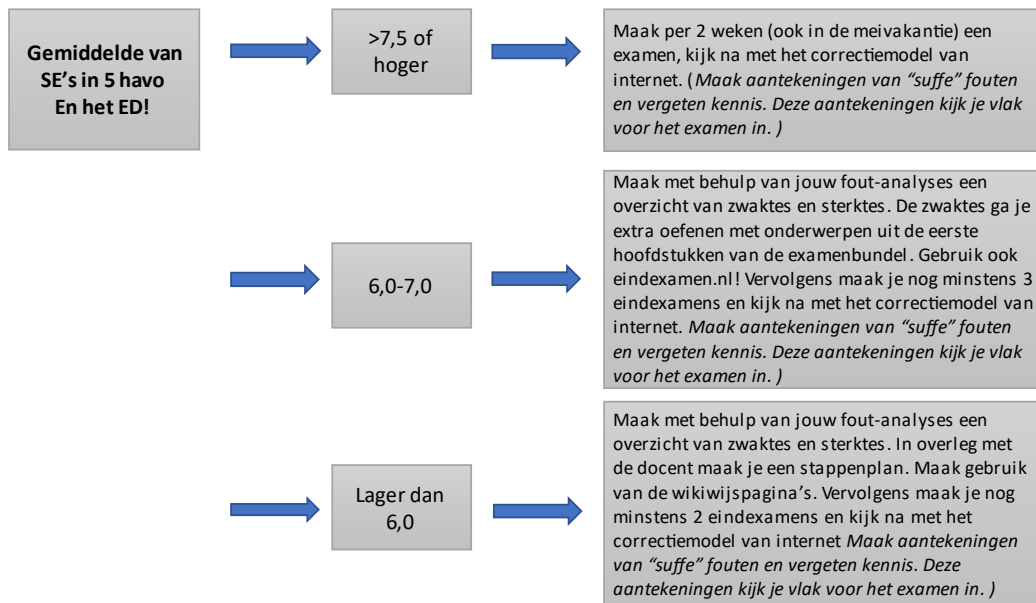 Gemiddelde van
SE's in 5 havo
En het ED!
>7,5 of
hoger
Maak per 2 weken (ook in de meivakantie) een
examen, kijk na met het correctiemodel van
internet. (Maak aantekeningen van “suffe” fouten
en vergeten kennis. Deze aantekeningen kijk je vlak
voor het examen in. )
6,0-7,0
Maak met behulp van jouw fout-analyses een
overzicht van zwaktes en sterktes. De zwaktes ga je
extra oefenen met onderwerpen uit de eerste
hoofdstukken van de examenbundel. Gebruik ook
eindexamen.nl! Vervolgens maak je nog minstens 3
eindexamens en kijk na met het correctiemodel van
internet. Maak aantekeningen van “suffe” fouten
en vergeten kennis. Deze aantekeningen kijk je vlak
voor het examen in. )
Lager dan
6,0
Maak met behulp van jouw fout-analyses een
overzicht van zwaktes en sterktes. In overleg met
de docent maak je een stappenplan. Maak gebruik
van de wikiwijspagina's. Vervolgens maak je nog
minstens 2 eindexamens en kijk na met het
correctiemodel van internet Maak aantekeningen
van “suffe” fouten en vergeten kennis. Deze
aantekeningen kijk je vlak voor het examen in. )